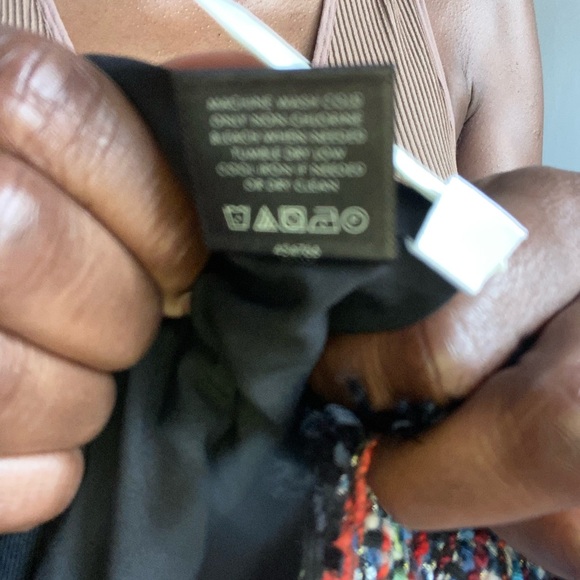 MACHINE WASH COLD
ONLY NON-CHLORINE
BLEACH WHEN NEEDED
TUMBLE DRY LOW
COOL IRON IF NEEDED
OR DRY CLEAN